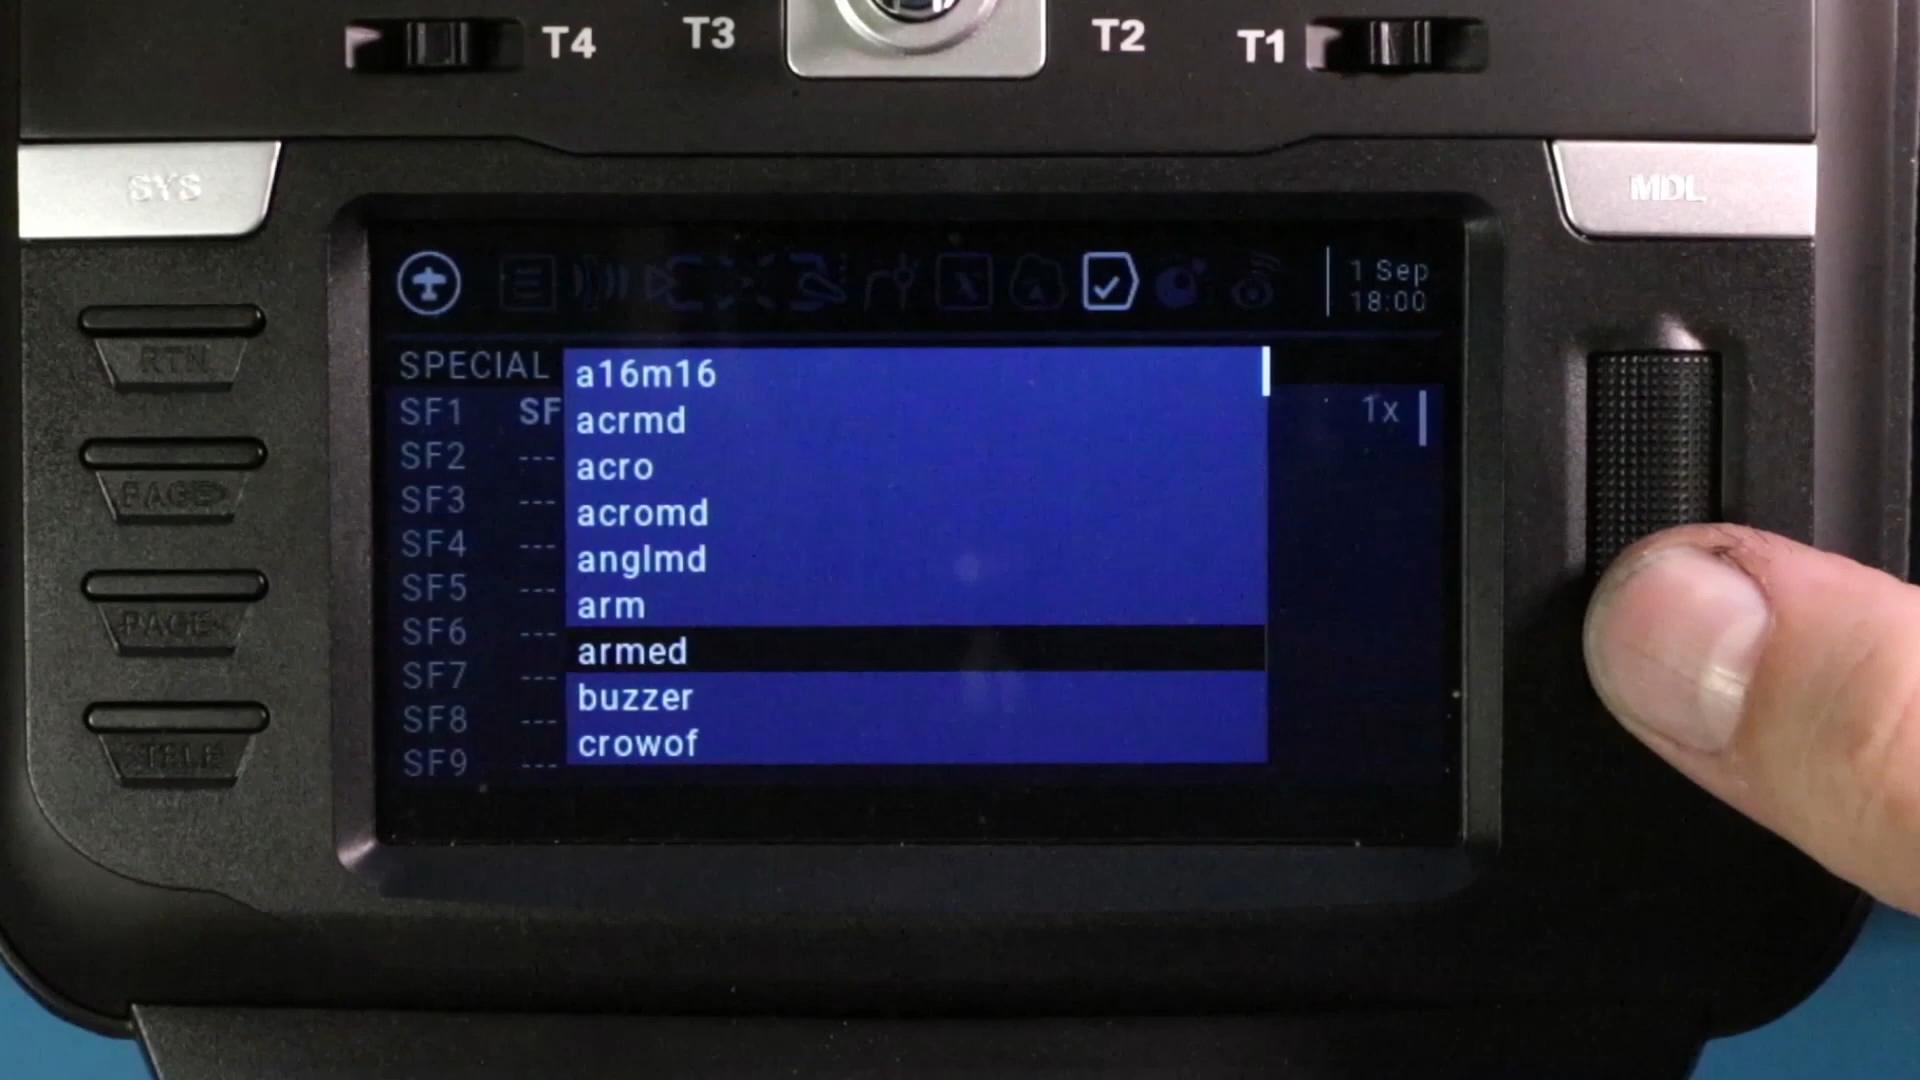 T4 T3 T2 T1
SYS MDL
1 Sep
18:00
RTN
PAGE>
PAGE<
TELE
SPECIAL
SF1 SF 1x
SF2 ---
SF3 ---
SF4 ---
SF5 ---
SF6 ---
SF7 ---
SF8 ---
SF9 ---
a16m16
acrmd
acro
acromd
anglmd
arm
armed
buzzer
crowof